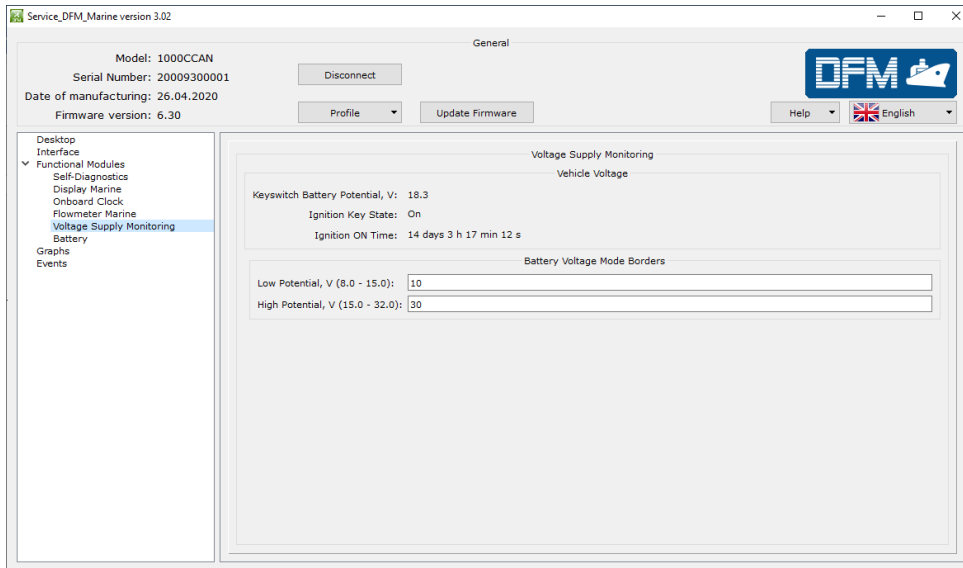 Service_DFM_Marine version 3.02
General
Model: 1000CCAN
Serial Number: 20009300001
Date of manufacturing: 26.04.2020
Firmware version: 6.30
Disconnect
Profile
Update Firmware
DFM
Help
English
Desktop
Interface
Functional Modules
Self-Diagnostics
Display Marine
Onboard Clock
Flowmeter Marine
Voltage Supply Monitoring
Battery
Graphs
Events
Voltage Supply Monitoring
Vehicle Voltage
Keyswitch Battery Potential, V: 18.3
Ignition Key State: On
Ignition ON Time: 14 days 3 h 17 min 12 s
Battery Voltage Mode Borders
Low Potential, V (8.0 - 15.0): 10
High Potential, V (15.0 - 32.0): 30